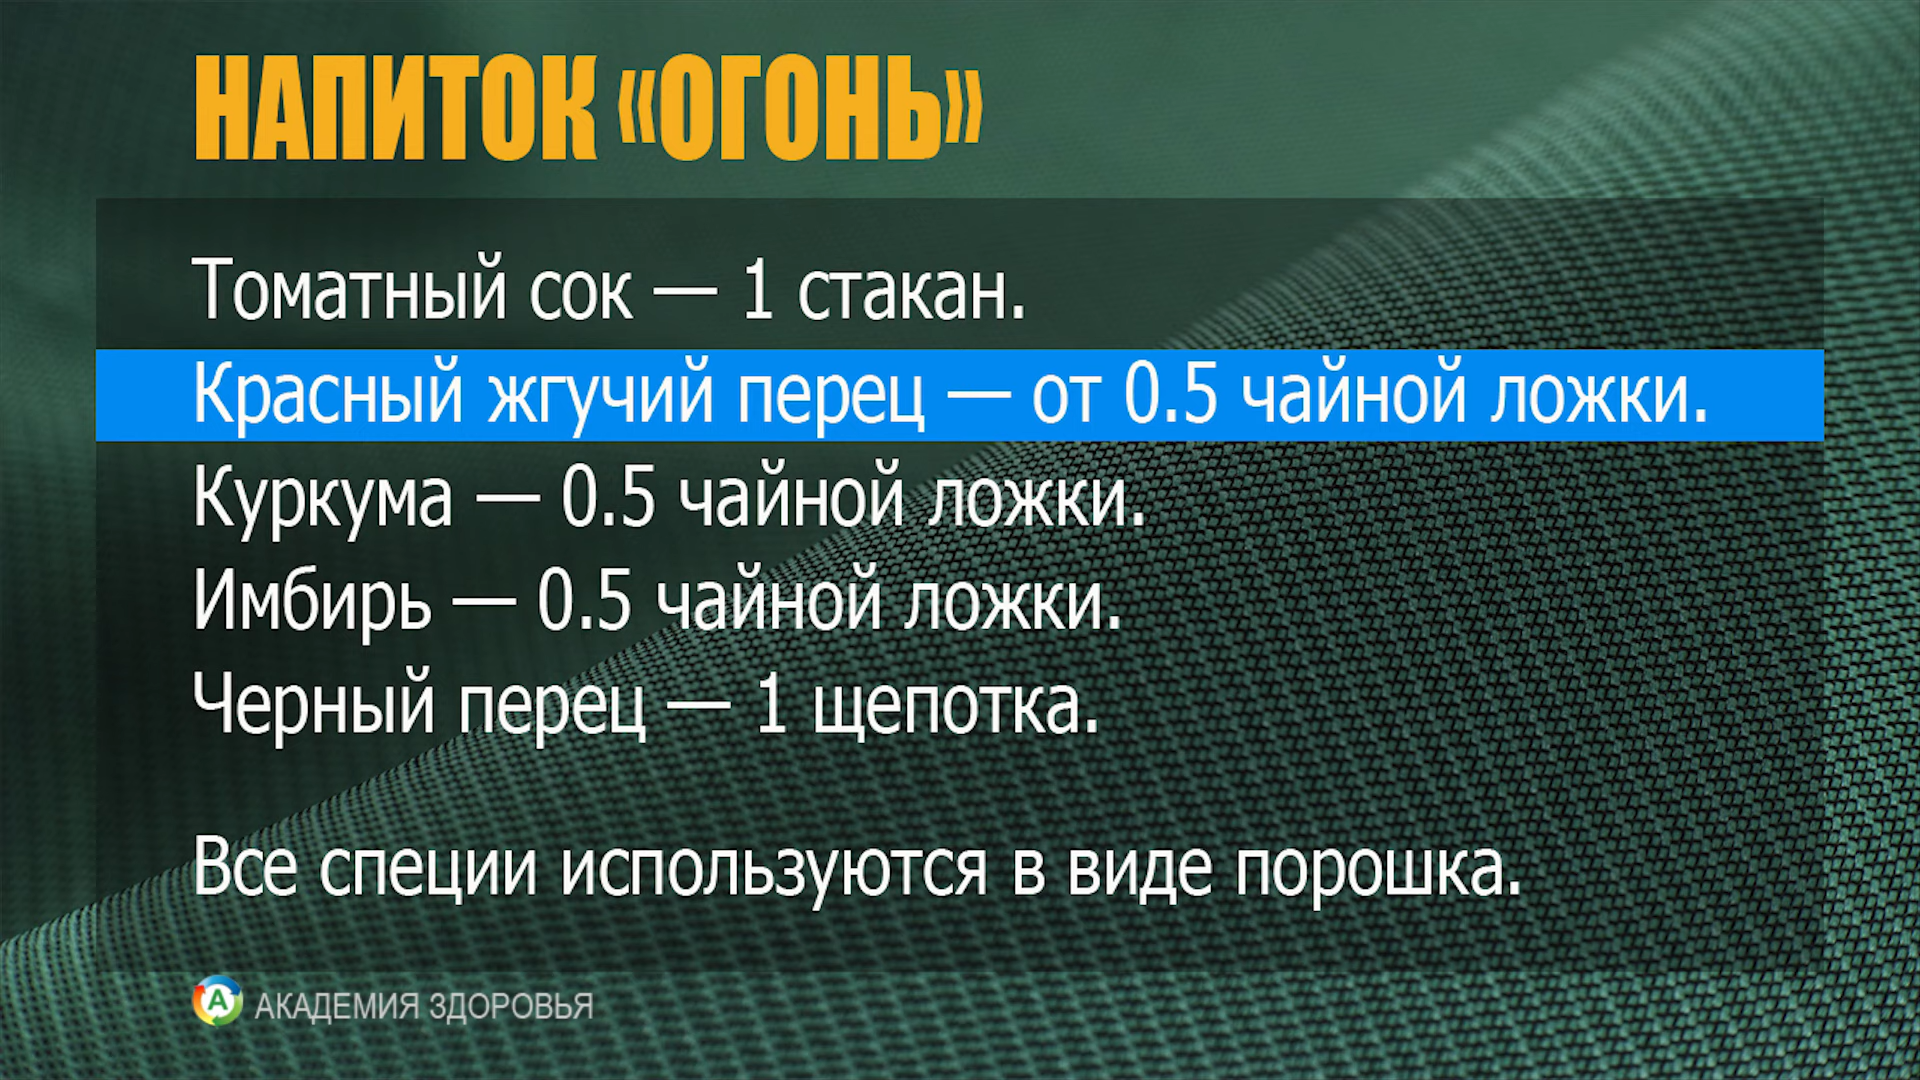 НАПИТОК «ОГОНЬ»
Томатный сок — 1 стакан.
Красный жгучий перец — от 0.5 чайной ложки.
Куркума — 0.5 чайной ложки.
Имбирь — 0.5 чайной ложки.
Черный перец — 1 щепотка.
Все специи используются в виде порошка.
А АКАДЕМИЯ ЗДОРОВЬЯ